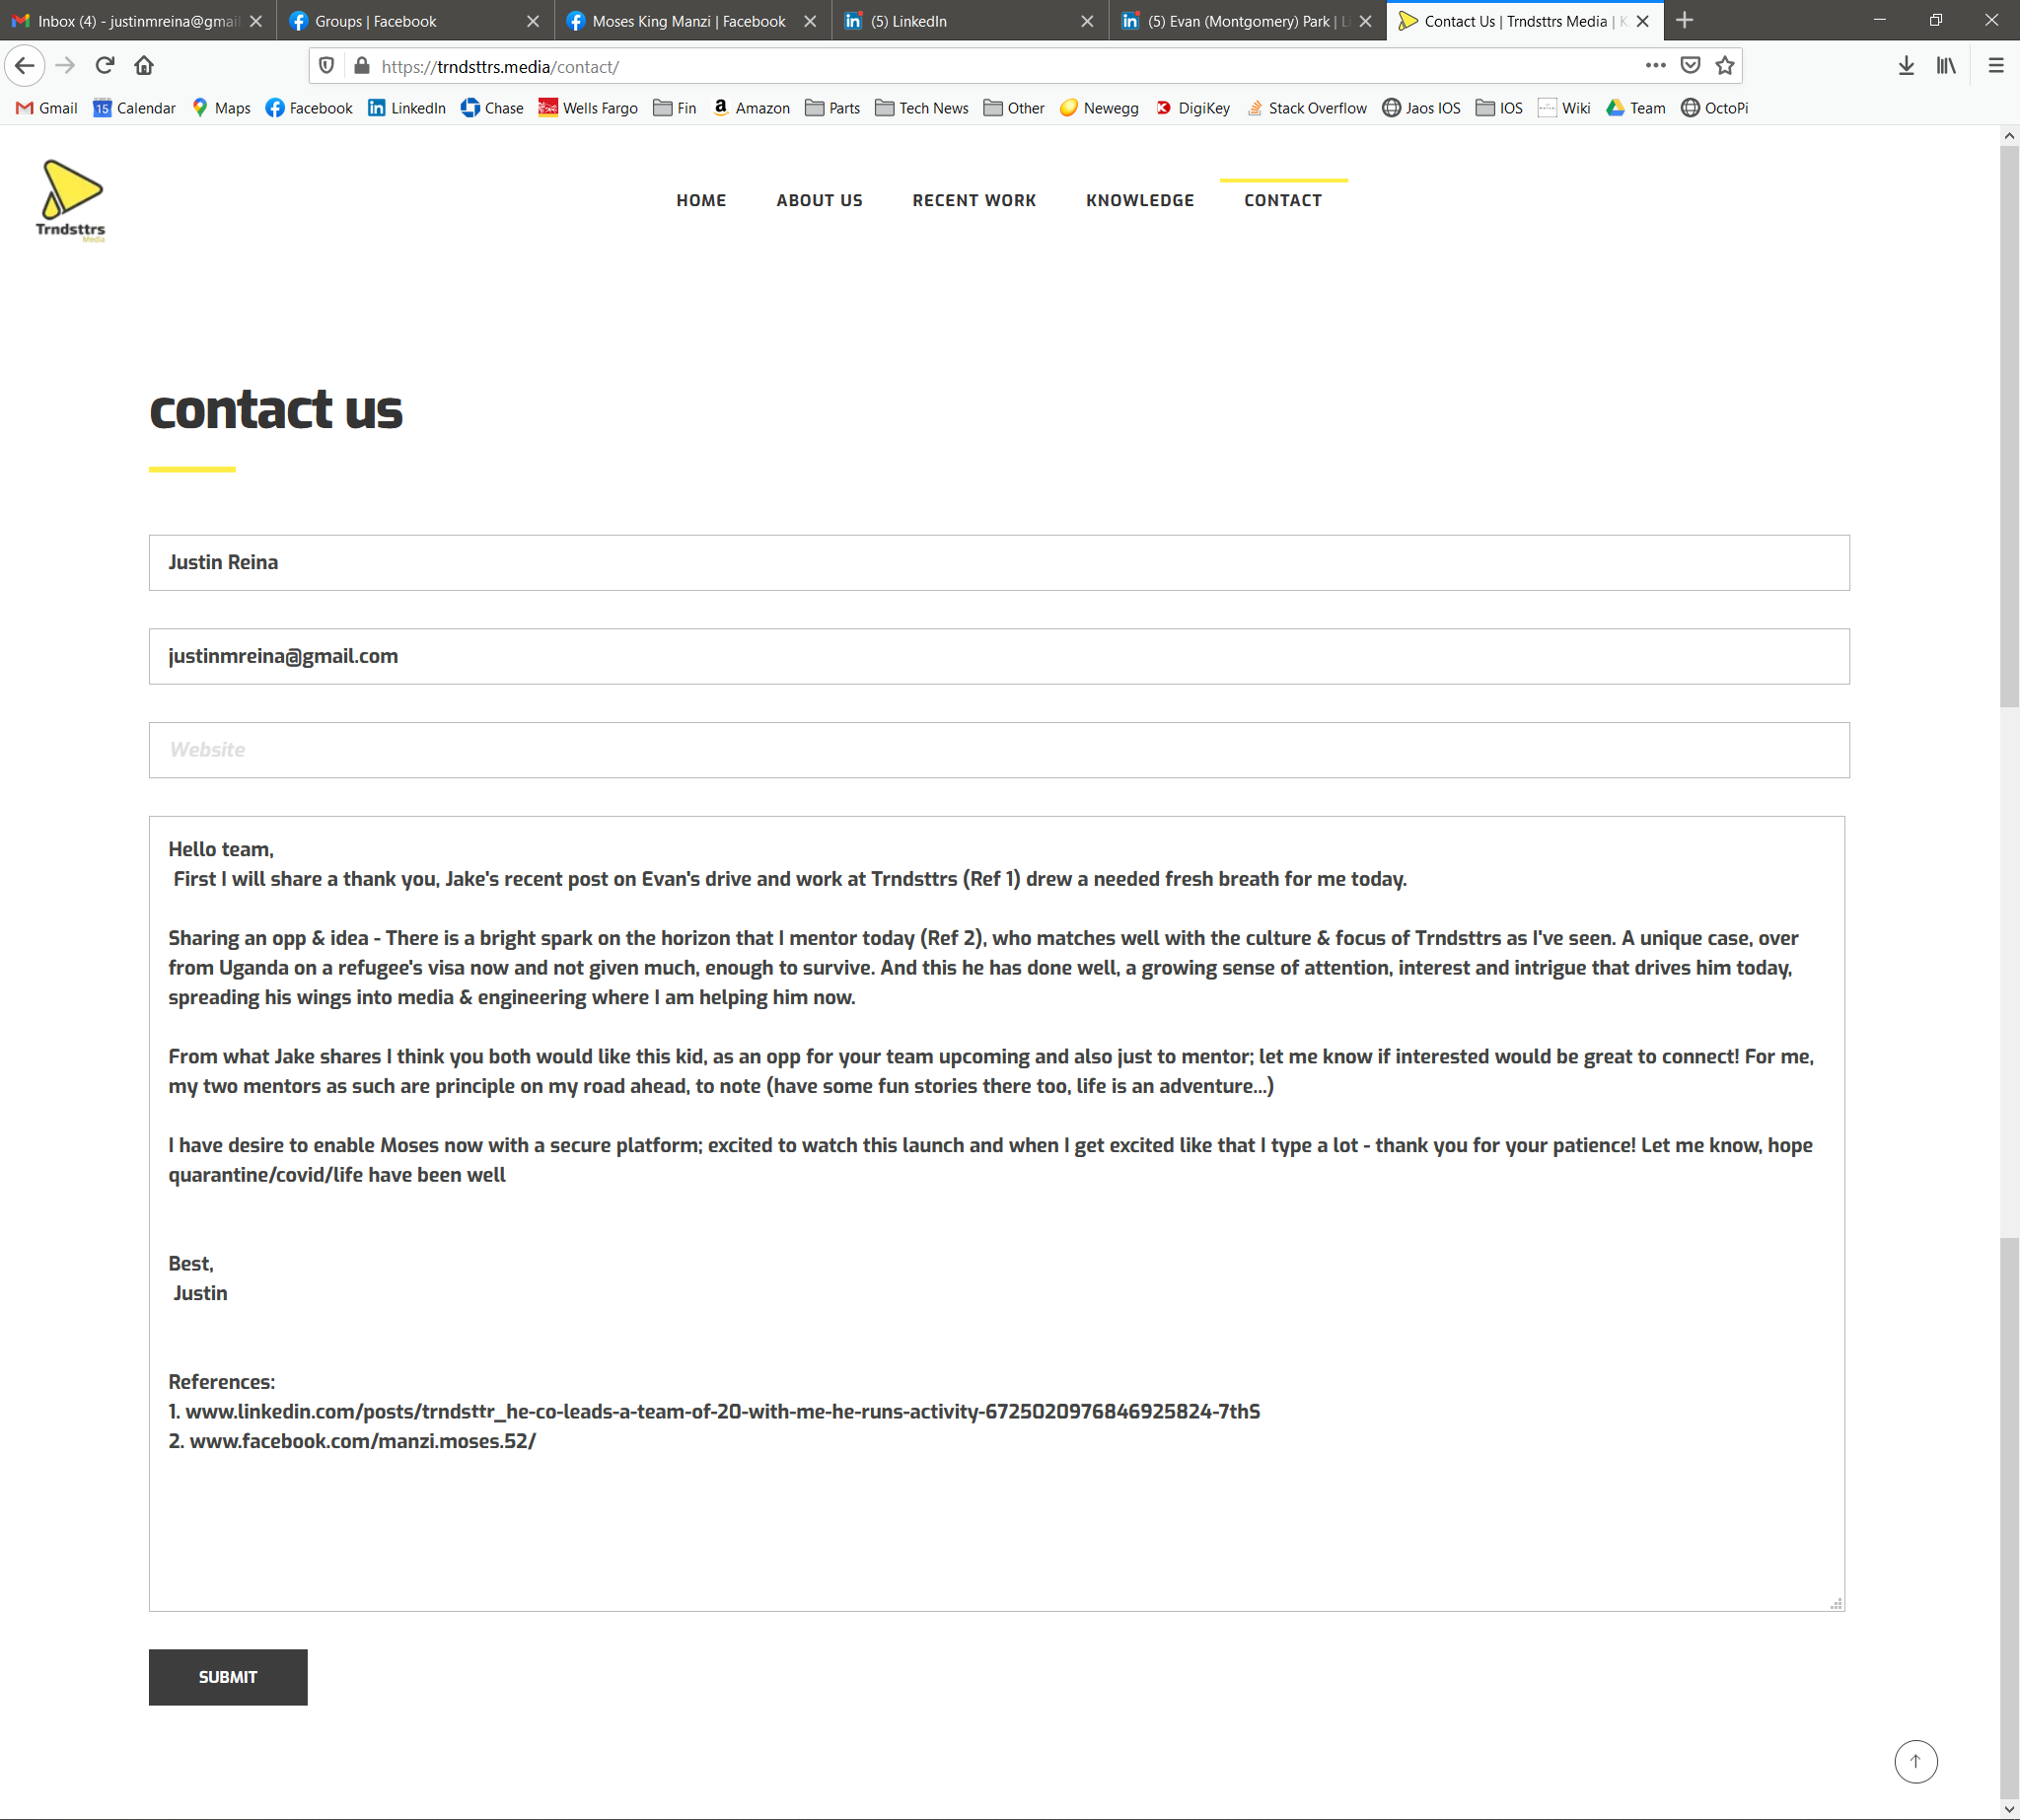 Inbox (4) - justinmreina@gmai
Groups | Facebook
Moses King Manzi | Facebook
(5) LinkedIn
(5) Evan (Montgomery) Park | Li
Contact Us | Trndsttrs Media | K
https://trndsttrs.media/contact/
Gmail 15 Calendar Maps Facebook LinkedIn Chase Wells Fargo Fin Amazon Parts Tech News Other Newegg DigiKey Stack Overflow Jaos IOS IOS Wiki Team OctoPi
Trndsttrs
Media
HOME ABOUT US RECENT WORK KNOWLEDGE CONTACT
contact us
Justin Reina
justinmreina@gmail.com
Website
Hello team,
First I will share a thank you, Jake's recent post on Evan's drive and work at Trndsttrs (Ref 1) drew a needed fresh breath for me today.
Sharing an opp & idea - There is a bright spark on the horizon that I mentor today (Ref 2), who matches well with the culture & focus of Trndsttrs as I've seen. A unique case, over
from Uganda on a refugee's visa now and not given much, enough to survive. And this he has done well, a growing sense of attention, interest and intrigue that drives him today,
spreading his wings into media & engineering where I am helping him now.
From what Jake shares I think you both would like this kid, as an opp for your team upcoming and also just to mentor; let me know if interested would be great to connect! For me,
my two mentors as such are principle on my road ahead, to note (have some fun stories there too, life is an adventure...)
I have desire to enable Moses now with a secure platform; excited to watch this launch and when I get excited like that I type a lot - thank you for your patience! Let me know, hope
quarantine/covid/life have been well
Best,
Justin
References:
1. www.linkedin.com/posts/trndsttr_he-co-leads-a-team-of-20-with-me-he-runs-activity-6725020976846925824-7thS
2. www.facebook.com/manzi.moses.52/
SUBMIT